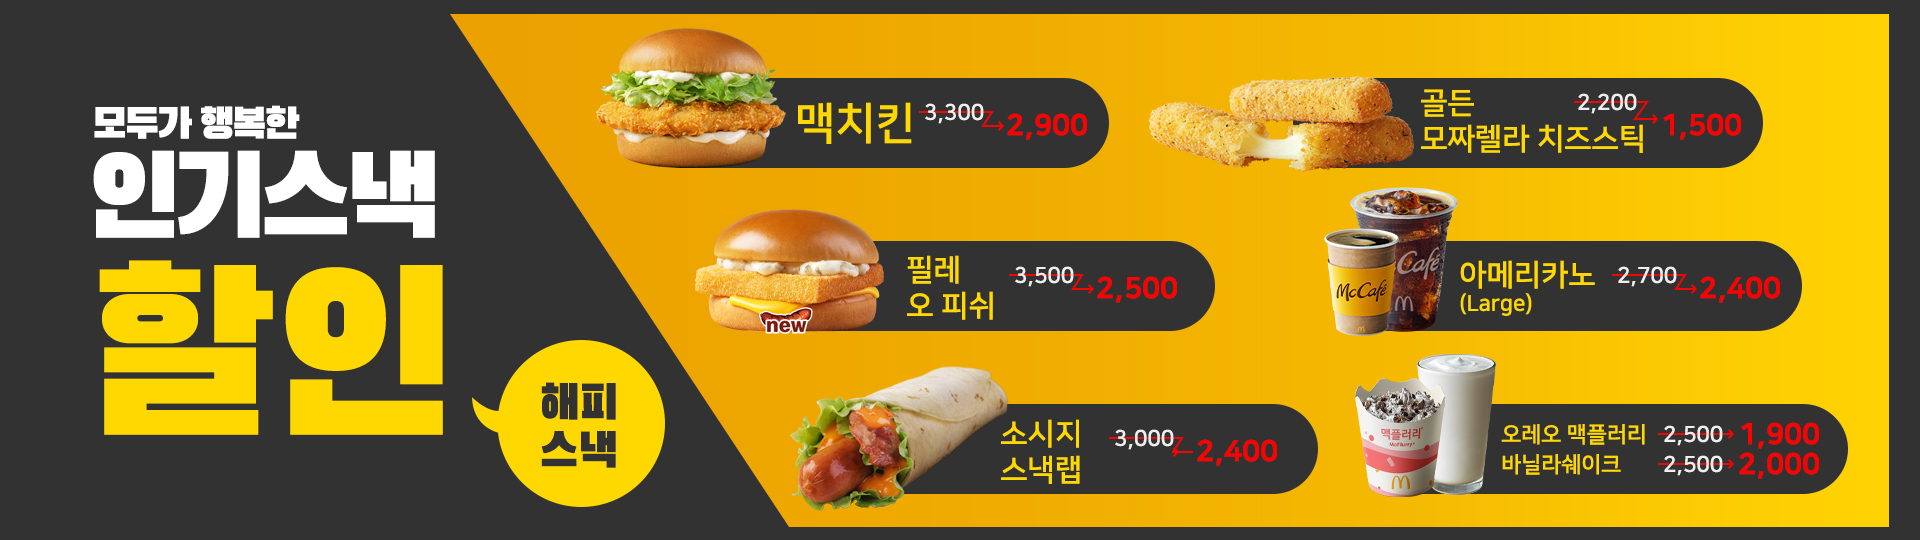 모두가 행복한
인기스낵
할인
해피
스낵
맥치킨 3,300 2,900
골든 2,200
모짜렐라 치즈스틱 1,500
new
필레
오 피쉬 3,500 2,500
McCafé
Café
아메리카노 2,700 2,400
(Large)
소시지
스낵랩 3,000 2,400
맥플러리
McFlurry
오레오 맥플러리 2,500 1,900
바닐라쉐이크 2,500 2,000